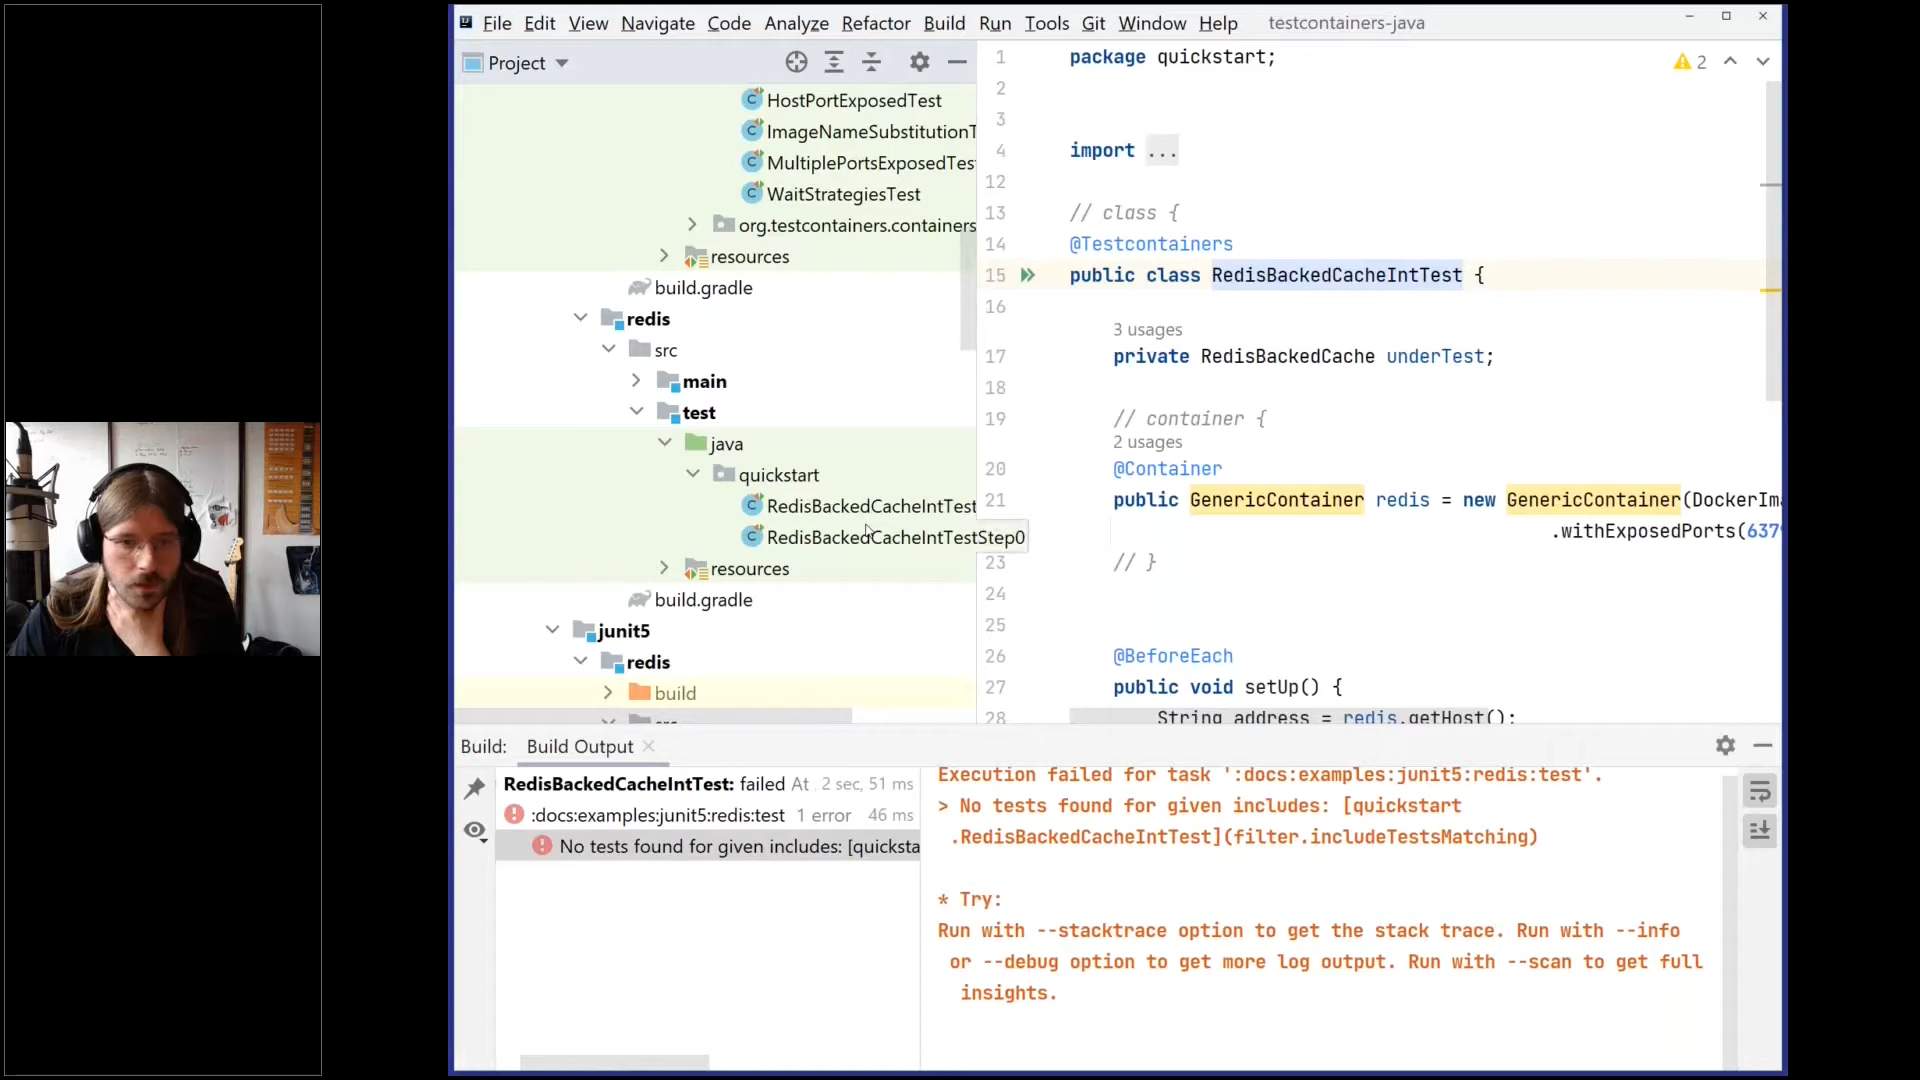 File Edit View Navigate Code Analyze Refactor Build Run Tools Git Window Help testcontainers-java
Project
HostPortExposedTest
ImageNameSubstitutionT
MultiplePortsExposedTes
WaitStrategiesTest
org.testcontainers.containers
resources
build.gradle
redis
src
main
test
java
quickstart
RedisBackedCacheIntTest
RedisBackedCacheIntTestStep0
resources
build.gradle
junit5
redis
build
src
2
1 package quickstart;
2
3
4 import ...
12
13 // class {
14 @Testcontainers
15 public class RedisBackedCacheIntTest {
16
3 usages
17 private RedisBackedCache underTest;
18
19 // container {
2 usages
20 @Container
21 public GenericContainer redis = new GenericContainer(DockerIma
.withExposedPorts(6379
23 // }
24
25
26 @BeforeEach
27 public void setUp() {
28 String address = redis.getHost();
Build: Build Output
RedisBackedCacheIntTest: failed At 2 sec, 51 ms
:docs:examples:junit5:redis:test 1 error 46 ms
No tests found for given includes: [quicksta
Execution failed for task ':docs:examples:junit5:redis:test'.
> No tests found for given includes: [quickstart
.RedisBackedCacheIntTest](filter.includeTestsMatching)
* Try:
Run with --stacktrace option to get the stack trace. Run with --info
or --debug option to get more log output. Run with --scan to get full
insights.